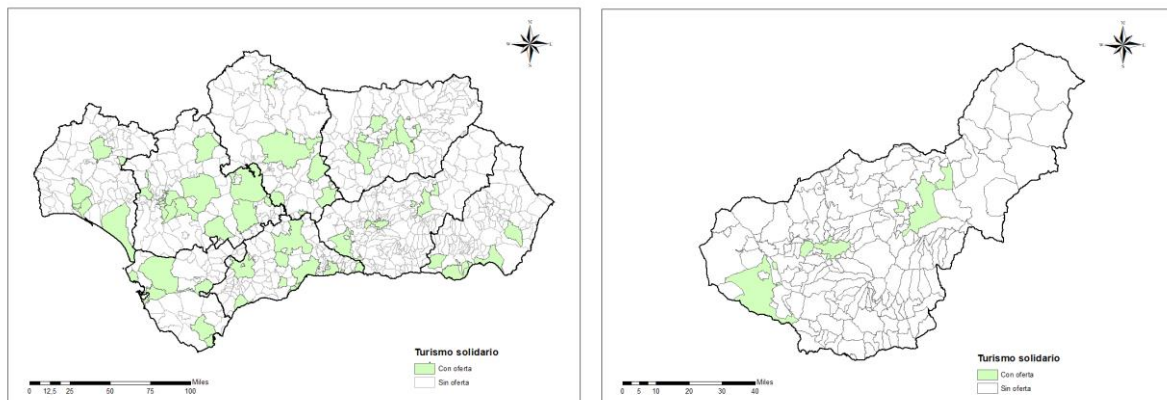 Turismo solidario
Con oferta
Sin oferta
0 12,5 25 50 75 100 Miles
Turismo solidario
Con oferta
Sin oferta
0 5 10 20 30 40 Miles